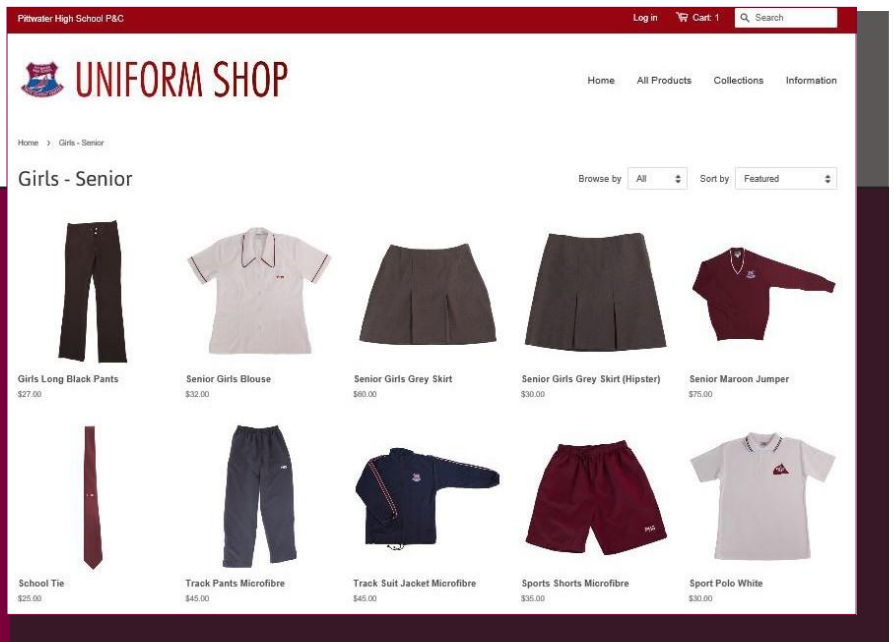 Pittwater High School P&C
Log in
Cart: 1
Search
UNIFORM SHOP
Home All Products Collections Information
Home > Girls - Senior
Girls - Senior
Browse by All Sort by Featured
Girls Long Black Pants
$27.00
Senior Girls Blouse
$32.00
Senior Girls Grey Skirt
$60.00
Senior Girls Grey Skirt (Hipster)
$30.00
Senior Maroon Jumper
$75.00
School Tie
$25.00
Track Pants Microfibre
$45.00
Track Suit Jacket Microfibre
$45.00
Sports Shorts Microfibre
$35.00
PHS
Sport Polo White
$30.00